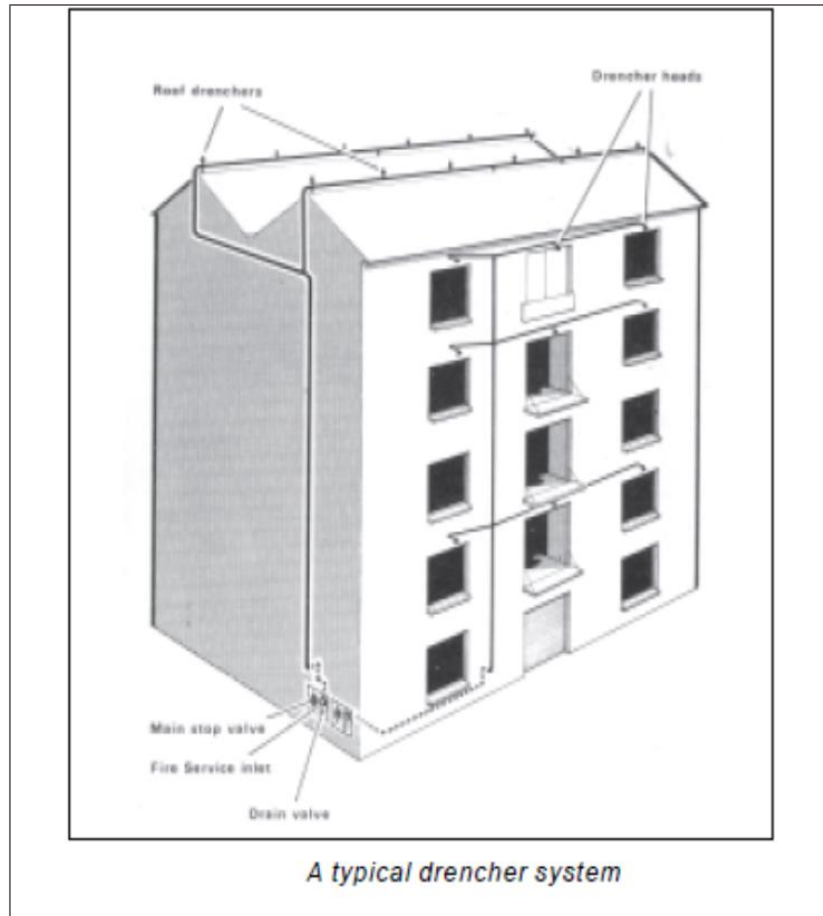 Roof drenchers
Drencher heads
Main stop valve
Fire Service inlet
Drain valve
A typical drencher system